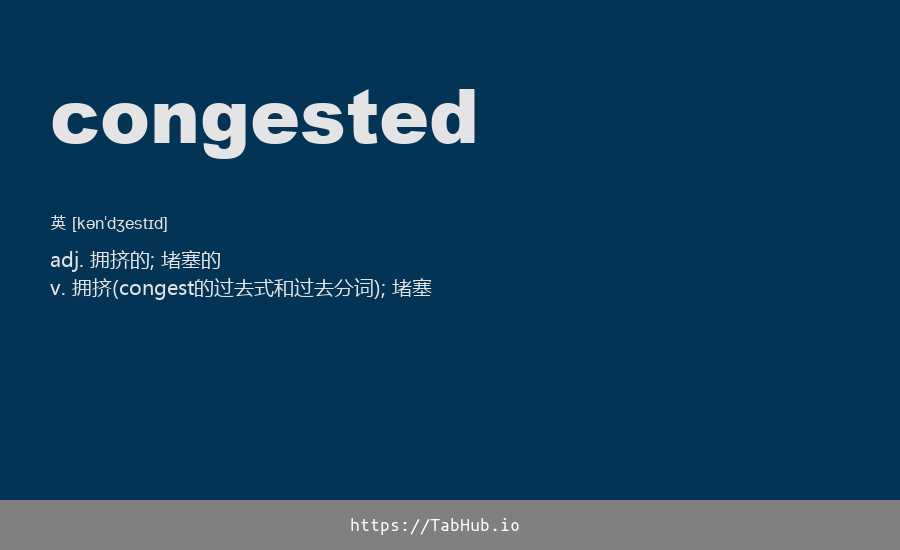 congested
英 [kən'dʒestɪd]
adj. 拥挤的; 堵塞的
v. 拥挤(congest的过去式和过去分词); 堵塞
https://TabHub.io